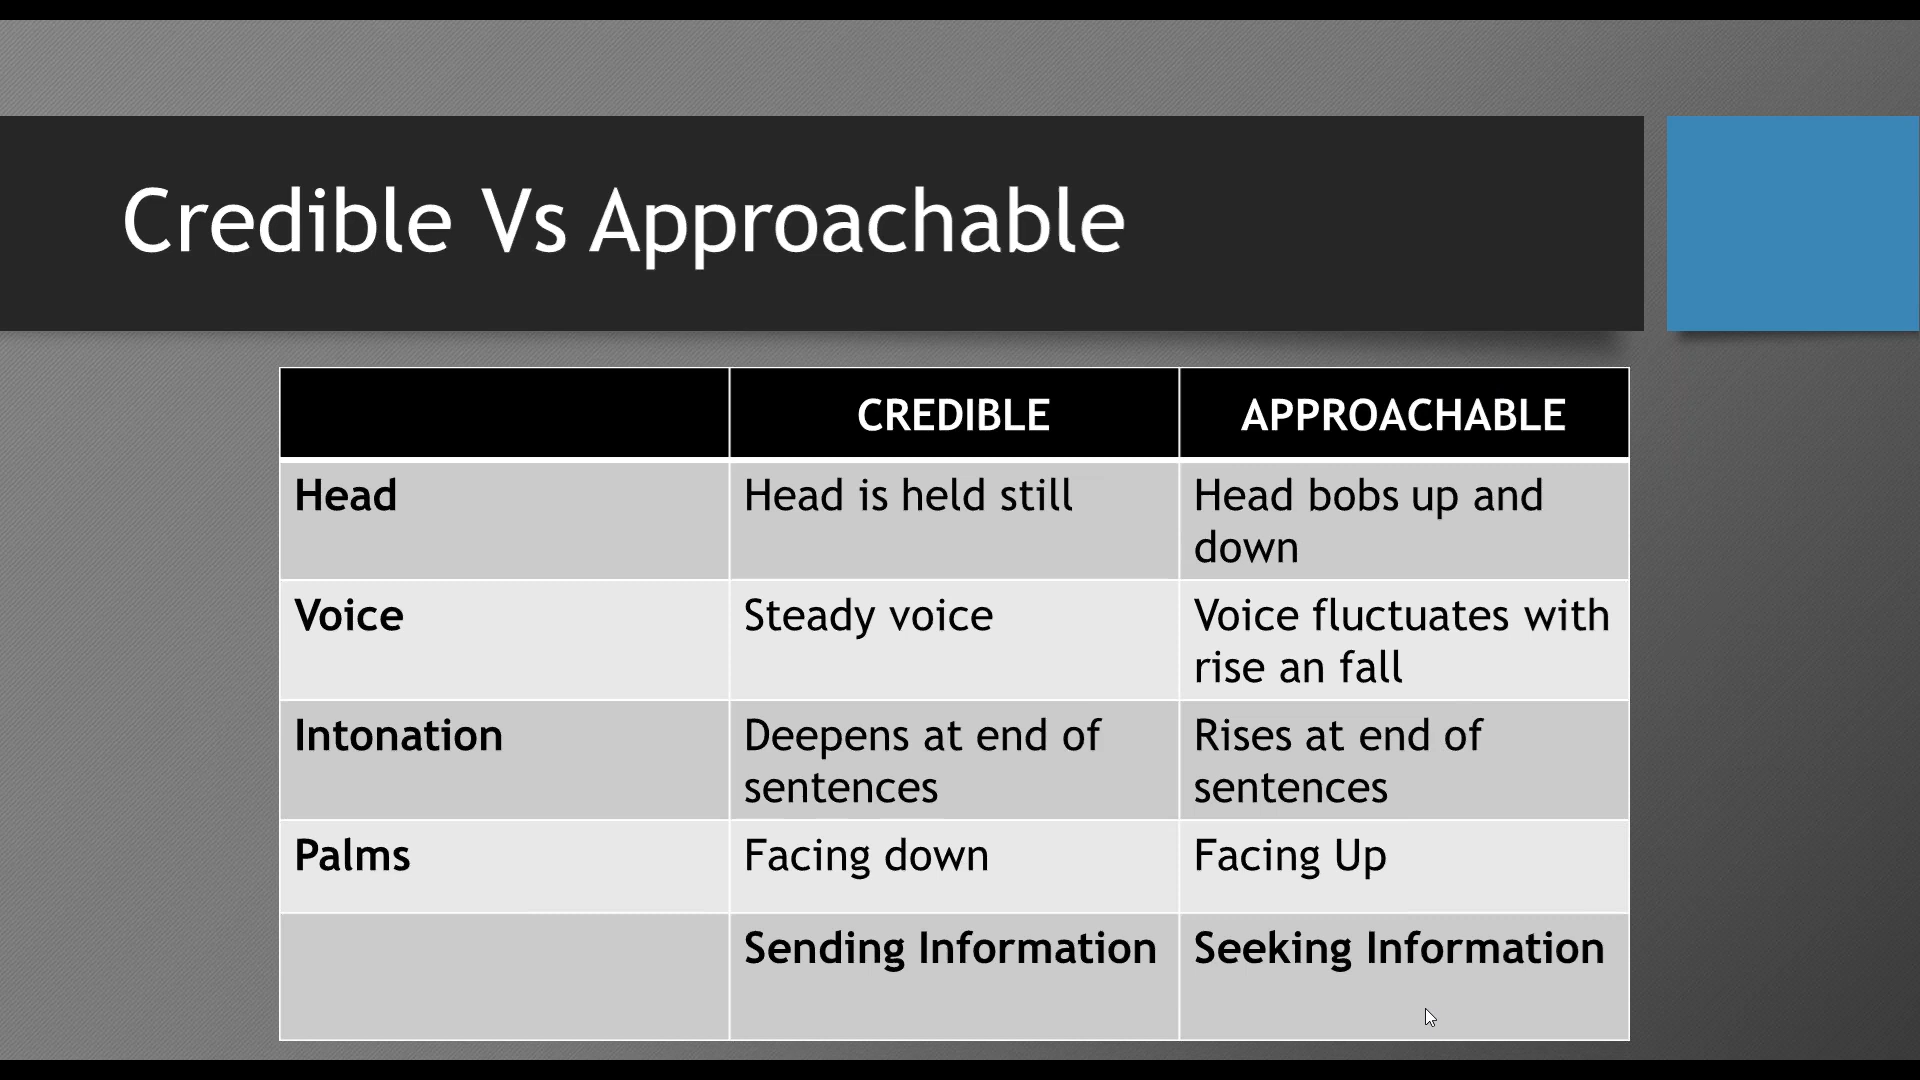 Credible Vs Approachable
CREDIBLE
APPROACHABLE
Head
Head is held still
Head bobs up and
down
Voice
Steady voice
Voice fluctuates with
rise an fall
Intonation
Deepens at end of
sentences
Rises at end of
sentences
Palms
Facing down
Facing Up
Sending Information
Seeking Information